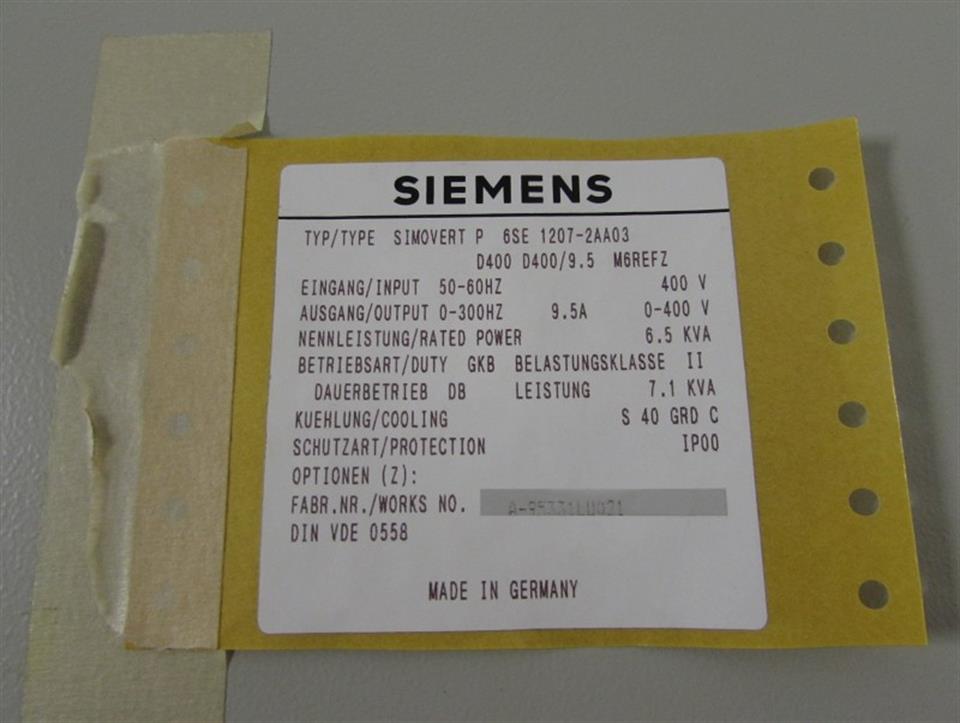 SIEMENS
TYP/TYPE SIMOVERT P 6SE 1207-2AA03
D400 D400/9.5 M6REFZ
EINGANG/INPUT 50-60HZ 400 V
AUSGANG/OUTPUT 0-300HZ 9.5A 0-400 V
NENNLEISTUNG/RATED POWER 6.5 KVA
BETRIEBSART/DUTY GKB BELASTUNGSKLASSE II
DAUERBETRIEB DB LEISTUNG 7.1 KVA
KUEHLUNG/COOLING S 40 GRD C
SCHUTZART/PROTECTION IP00
OPTIONEN (Z):
FABR.NR./WORKS NO.
DIN VDE 0558
MADE IN GERMANY